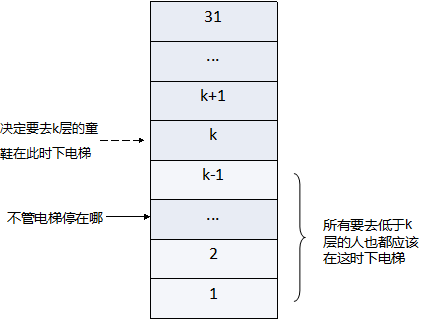 31
...
k+1
决定要去k层的童
鞋在此时下电梯
k
k-1
不管电梯停在哪
...
2
1
所有要去低于k
层的人也都应该
在这时下电梯